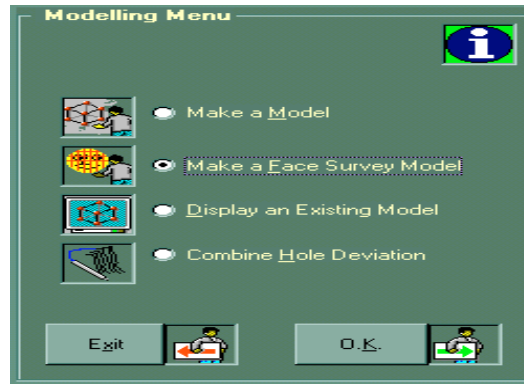 Modelling Menu
Make a Model
Make a Face Survey Model
Display an Existing Model
Combine Hole Deviation
Exit
O.K.